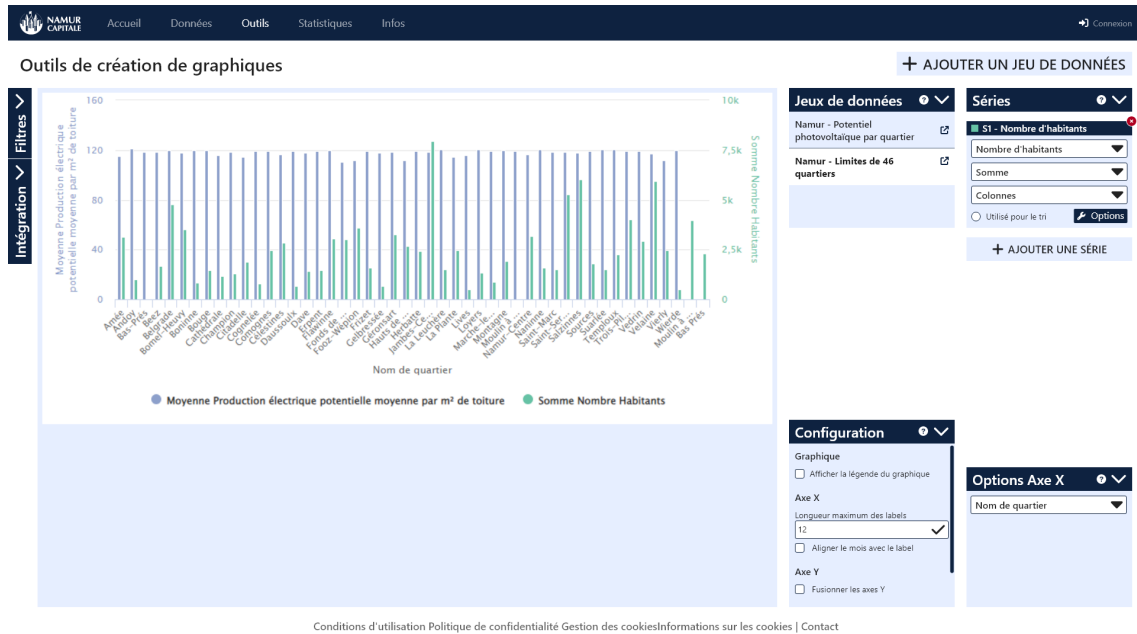 NAMUR
CAPITALE
Accueil
Données
Outils
Statistiques
Infos
Connexion
Outils de création de graphiques
+ AJOUTER UN JEU DE DONNÉES
Filtres
Intégration
Moyenne Production électrique
potentielle moyenne par m² de toiture
160
120
80
40
0
10k
7,5k
5k
2,5k
0
Somme Nombre Habitants
Amée
Andoy
Bas-Prés
Beez
Belgrade
Bomel-Heuvy
Boninne
Bouge
Cathédrale
Champion
Citadelle
Cognelée
Comognes
Célestines
Daussoulx
Dave
Erpent
Flawinne
Fonds de ...
Fooz-Wépion
Frizet
Gelbressée
Géronsart
Hauts de ...
Herbatte
Jambes-Ce...
La Leuchère
La Plante
Lives
Loyers
Marche-le...
Montagne
Moulin à ...
Namur-Centre
Naninne
Saint-Marc
Saint-Ser...
Salzinnes
Sources
Suarlée
Temploux
Trois-Pil...
Vedrin
Velaine
Vierly
Wierde
Moulin à ...
Bas Prés
Nom de quartier
Moyenne Production électrique potentielle moyenne par m² de toiture
Somme Nombre Habitants
Jeux de données
Namur - Potentiel
photovoltaïque par quartier
Namur - Limites de 46
quartiers
Séries
S1 - Nombre d'habitants
Nombre d'habitants
Somme
Colonnes
Utilisé pour le tri
Options
+ AJOUTER UNE SÉRIE
Configuration
Graphique
Afficher la légende du graphique
Axe X
Longueur maximum des labels
12
Aligner le mois avec le label
Axe Y
Fusionner les axes Y
Options Axe X
Nom de quartier
Conditions d'utilisation Politique de confidentialité Gestion des cookiesInformations sur les cookies | Contact